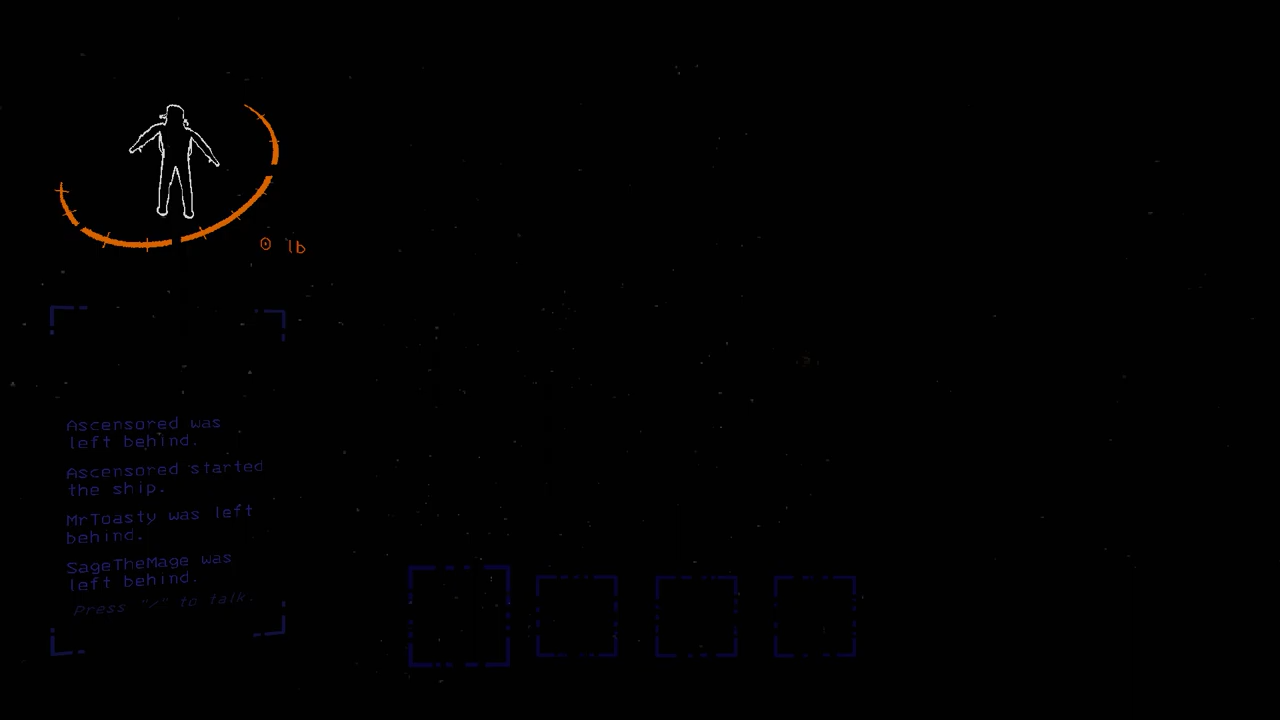 0 lb
Ascensored was
left behind.
Ascensored started
the ship.
MrToasty was left
behind.
SageTheMage was
left behind.
Press "/" to talk.